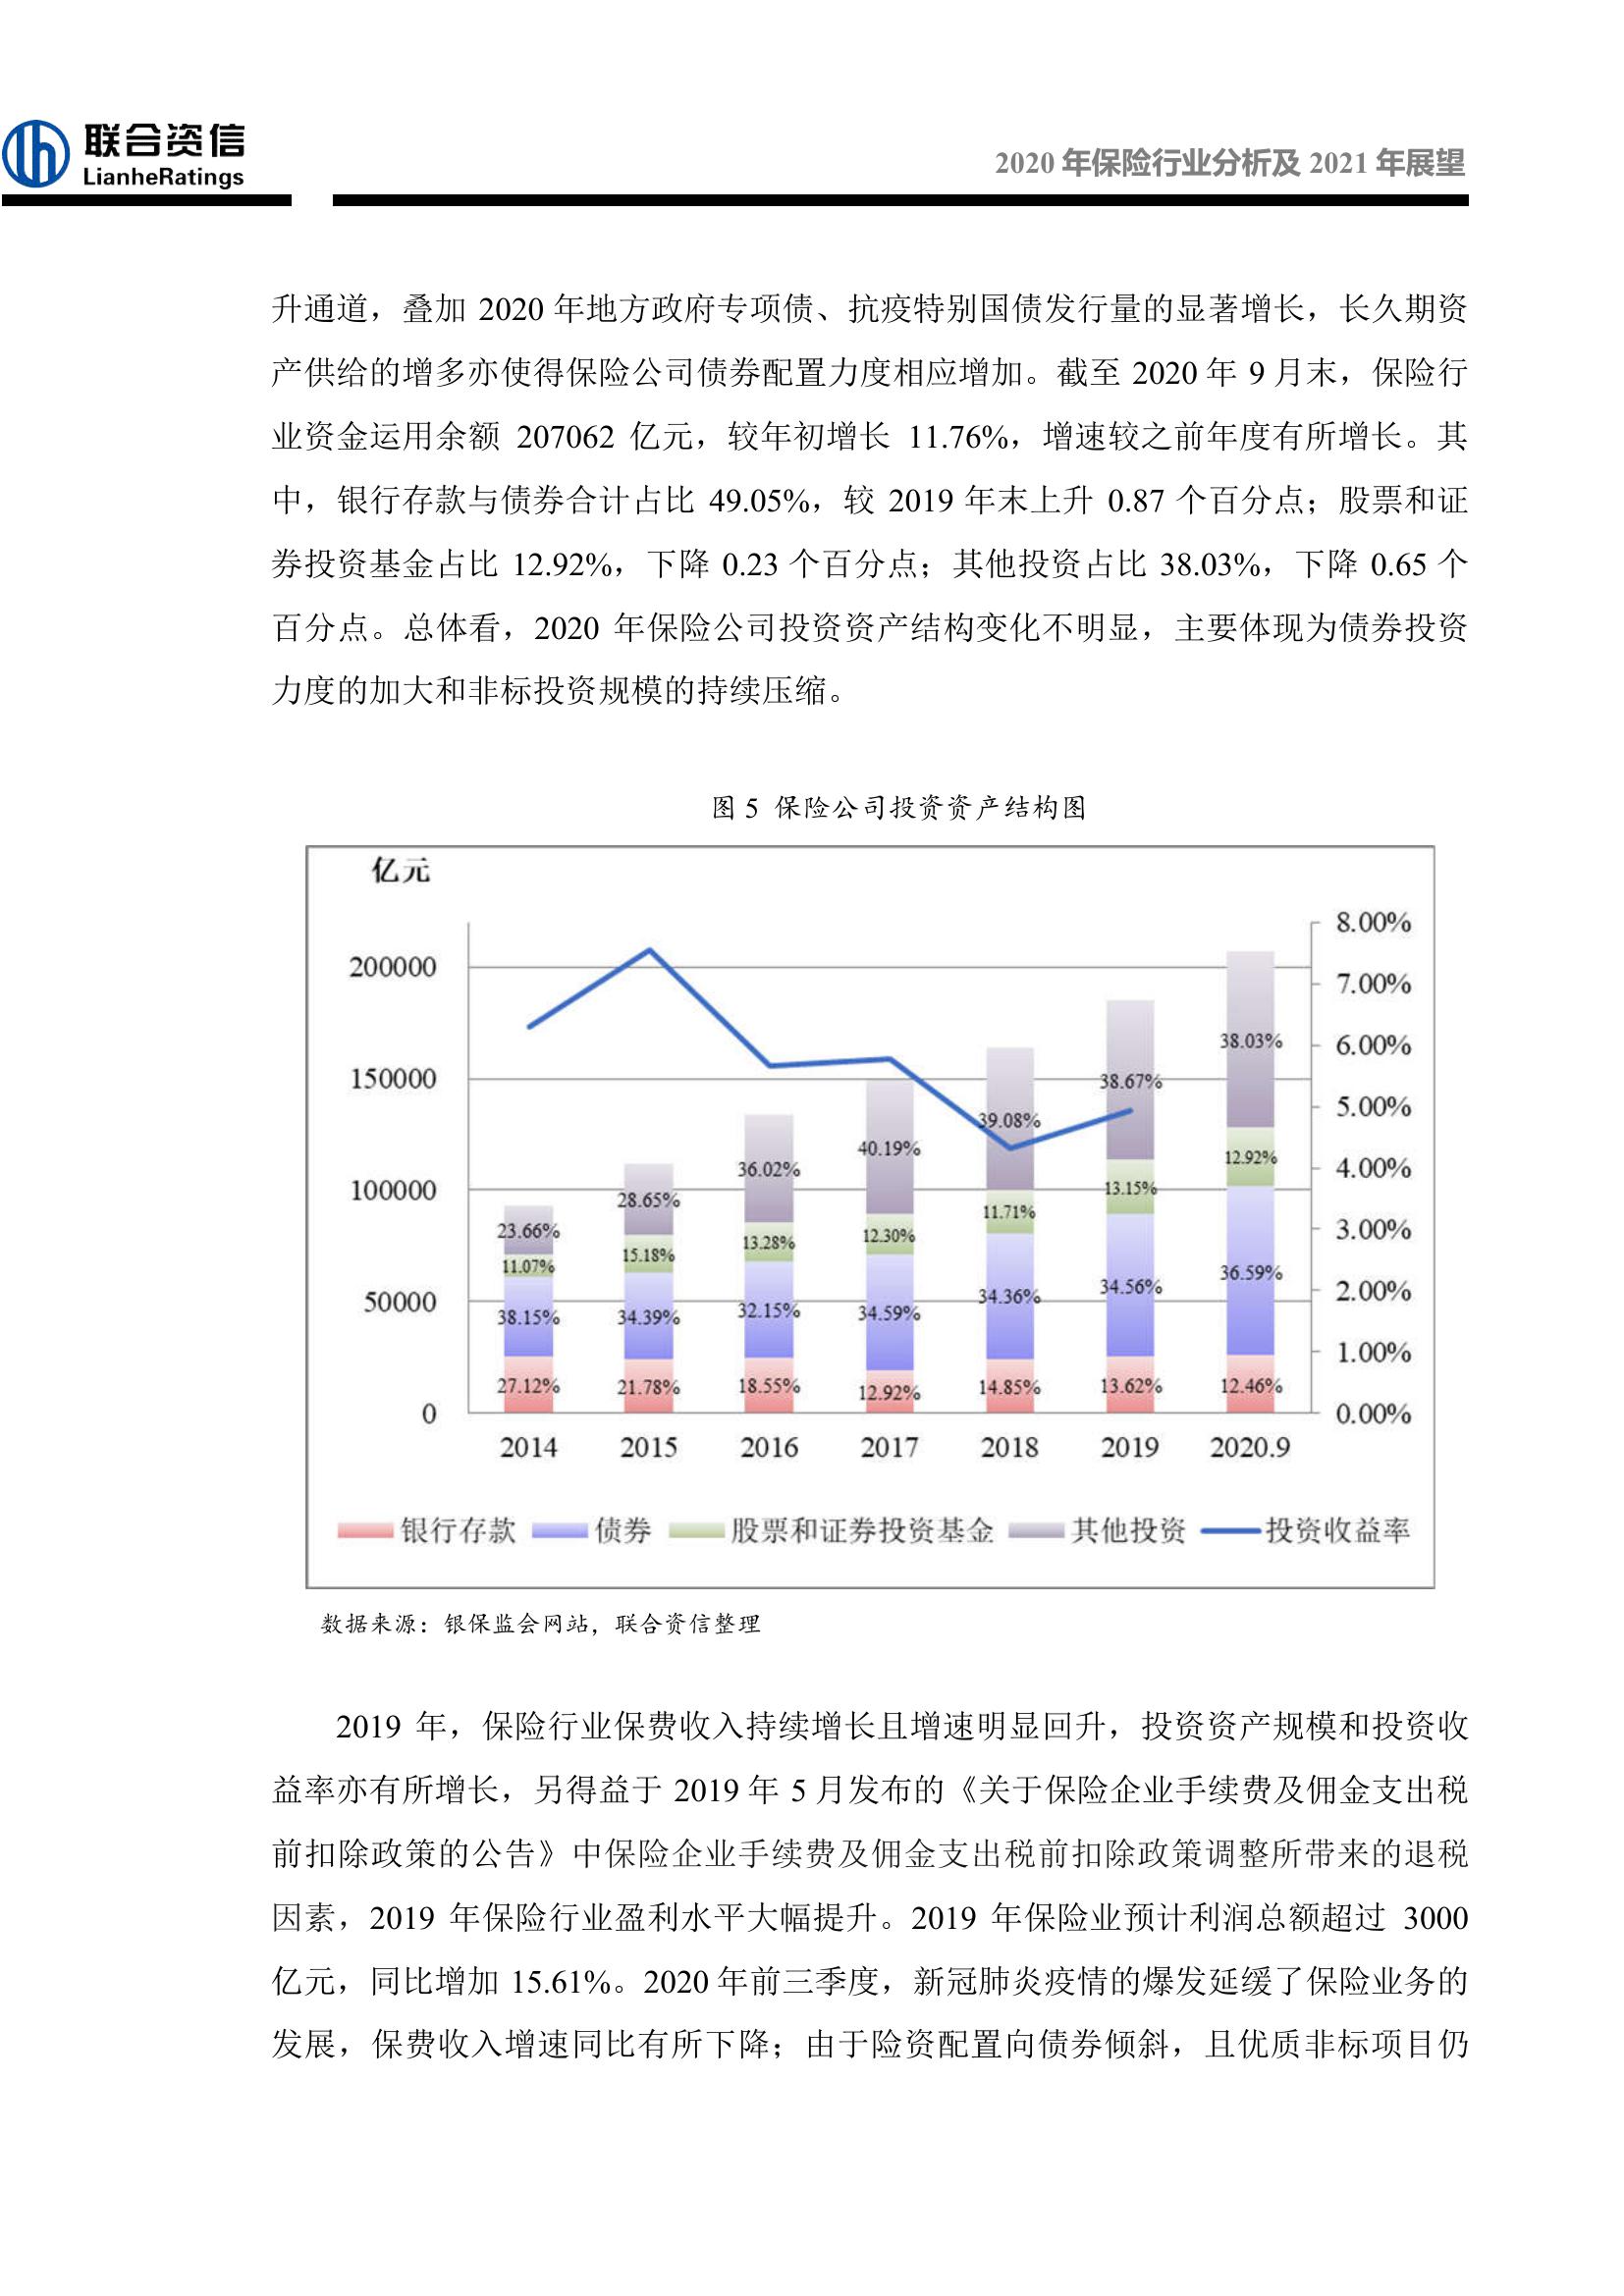 联合资信
LianheRatings
2020 年保险行业分析及 2021 年展望
升通道，叠加 2020 年地方政府专项债、抗疫特别国债发行量的显著增长，长久期资
产供给的增多亦使得保险公司债券配置力度相应增加。截至 2020 年 9 月末，保险行
业资金运用余额 207062 亿元，较年初增长 11.76%，增速较之前年度有所增长。其
中，银行存款与债券合计占比 49.05%，较 2019 年末上升 0.87 个百分点；股票和证
券投资基金占比 12.92%，下降 0.23 个百分点；其他投资占比 38.03%，下降 0.65 个
百分点。总体看，2020 年保险公司投资资产结构变化不明显，主要体现为债券投资
力度的加大和非标投资规模的持续压缩。
图 5 保险公司投资资产结构图
亿元
200000
150000
100000
50000
0
8.00%
7.00%
6.00%
5.00%
4.00%
3.00%
2.00%
1.00%
0.00%
23.66%
11.07%
38.15%
27.12%
28.65%
15.18%
34.39%
21.78%
36.02%
13.28%
32.15%
18.55%
40.19%
12.30%
34.59%
12.92%
39.08%
11.71%
34.36%
14.85%
38.67%
13.15%
34.56%
13.62%
38.03%
12.92%
36.59%
12.46%
2014 2015 2016 2017 2018 2019 2020.9
银行存款 债券 股票和证券投资基金 其他投资 投资收益率
数据来源：银保监会网站，联合资信整理
2019 年，保险行业保费收入持续增长且增速明显回升，投资资产规模和投资收
益率亦有所增长，另得益于 2019 年 5 月发布的《关于保险企业手续费及佣金支出税
前扣除政策的公告》中保险企业手续费及佣金支出税前扣除政策调整所带来的退税
因素，2019 年保险行业盈利水平大幅提升。2019 年保险业预计利润总额超过 3000
亿元，同比增加 15.61%。2020 年前三季度，新冠肺炎疫情的爆发延缓了保险业务的
发展，保费收入增速同比有所下降；由于险资配置向债券倾斜，且优质非标项目仍